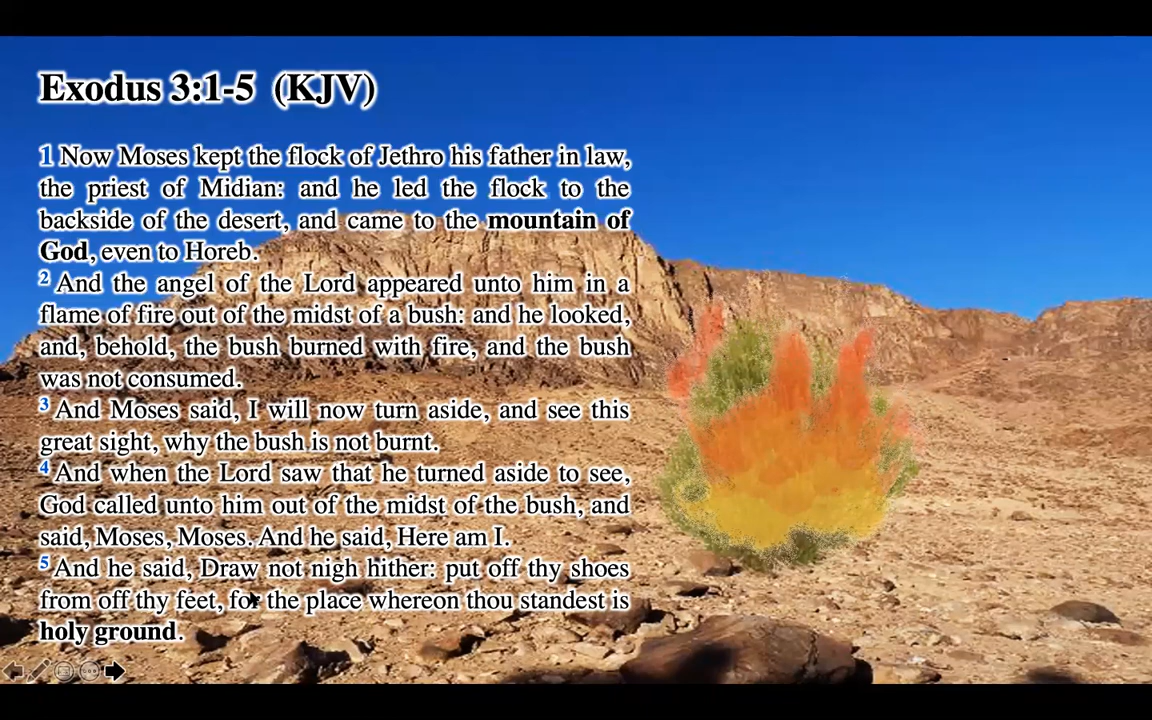 Exodus 3:1-5 (KJV)
1 Now Moses kept the flock of Jethro his father in law,
the priest of Midian: and he led the flock to the
backside of the desert, and came to the mountain of
God, even to Horeb.
2 And the angel of the Lord appeared unto him in a
flame of fire out of the midst of a bush: and he looked,
and, behold, the bush burned with fire, and the bush
was not consumed.
3 And Moses said, I will now turn aside, and see this
great sight, why the bush is not burnt.
4 And when the Lord saw that he turned aside to see,
God called unto him out of the midst of the bush, and
said, Moses, Moses. And he said, Here am I.
5 And he said, Draw not nigh hither: put off thy shoes
from off thy feet, for the place whereon thou standest is
holy ground.